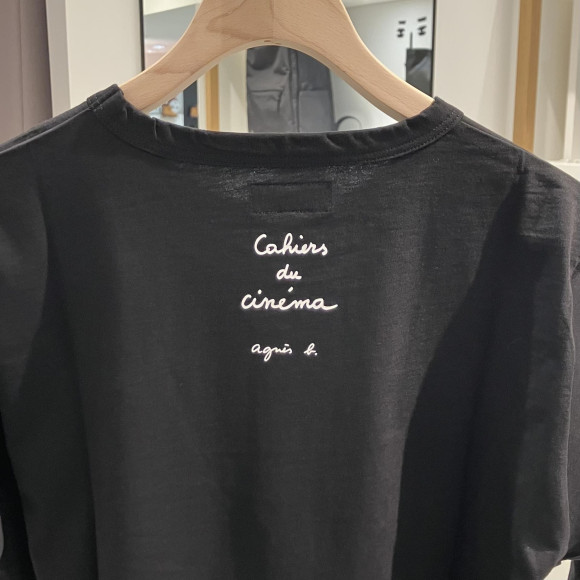 Cahiers
du
cinéma
agnès b.